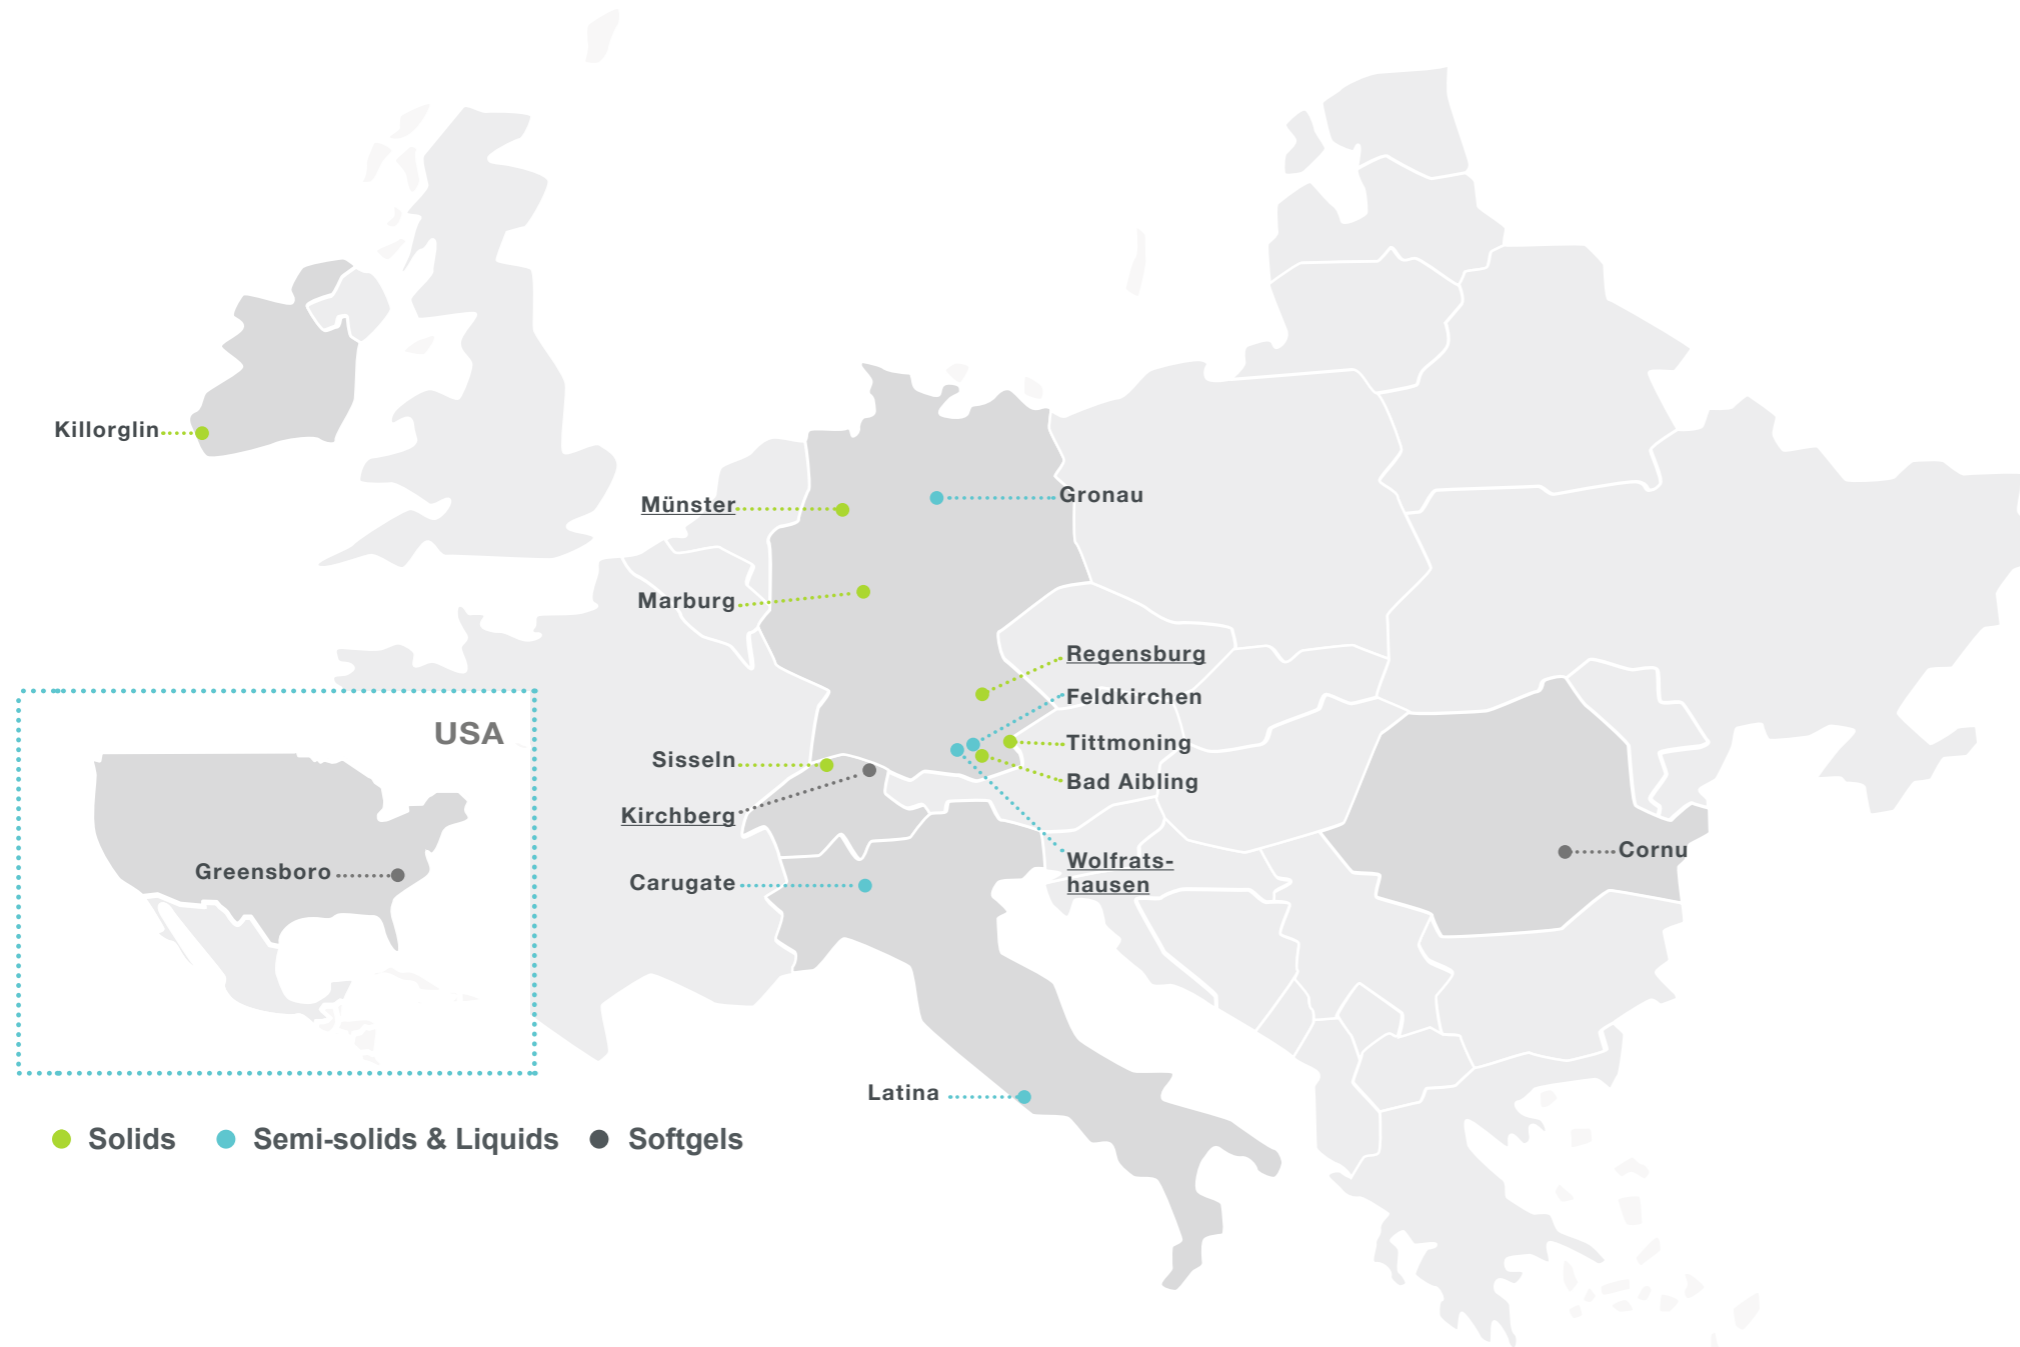 Killorglin
Münster
Gronau
Marburg
Regensburg
Feldkirchen
USA
Tittmoning
Sisseln
Bad Aibling
Kirchberg
Cornu
Wolfrats-
hausen
Greensboro
Carugate
Latina
Solids
Semi-solids & Liquids
Softgels